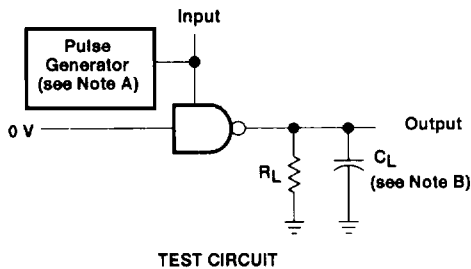 Input
Pulse
Generator
(see Note A)
0 V
Output
RL
CL
(see Note B)
TEST CIRCUIT